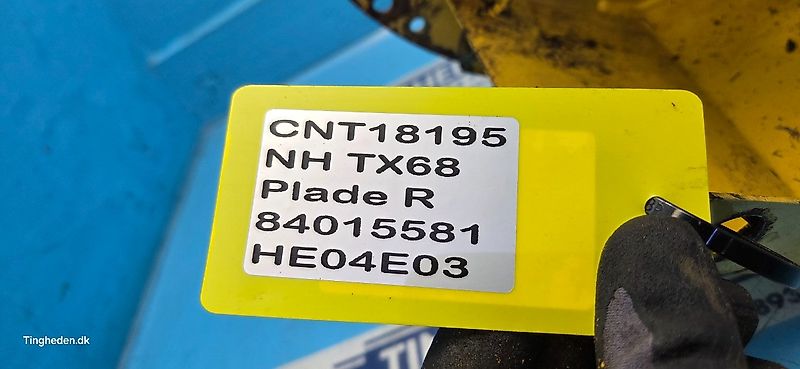 CNT18195
NH TX68
Plade R
84015581
HE04E03
Tingheden.dk